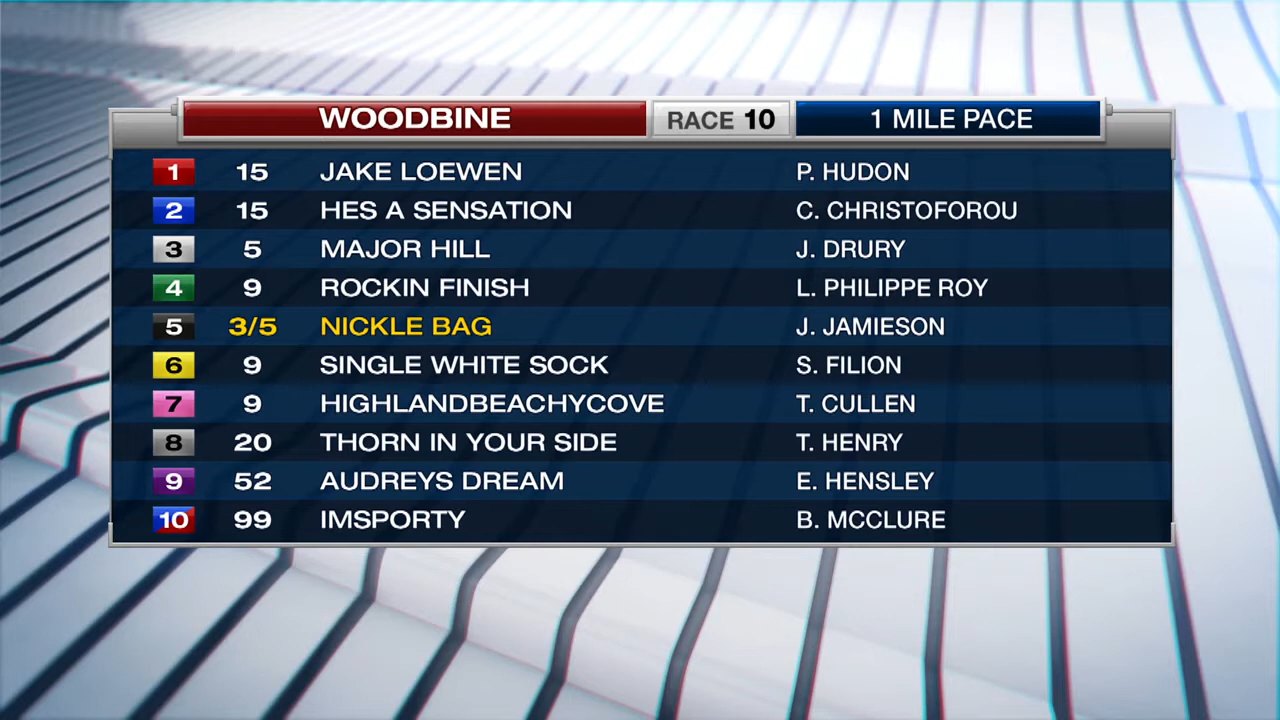 WOODBINE RACE 10 1 MILE PACE
1 15 JAKE LOEWEN P. HUDON
2 15 HES A SENSATION C. CHRISTOFOROU
3 5 MAJOR HILL J. DRURY
4 9 ROCKIN FINISH L. PHILIPPE ROY
5 3/5 NICKLE BAG J. JAMIESON
6 9 SINGLE WHITE SOCK S. FILION
7 9 HIGHLANDBEACHYCOVE T. CULLEN
8 20 THORN IN YOUR SIDE T. HENRY
9 52 AUDREYS DREAM E. HENSLEY
10 99 IMSPORTY B. MCCLURE